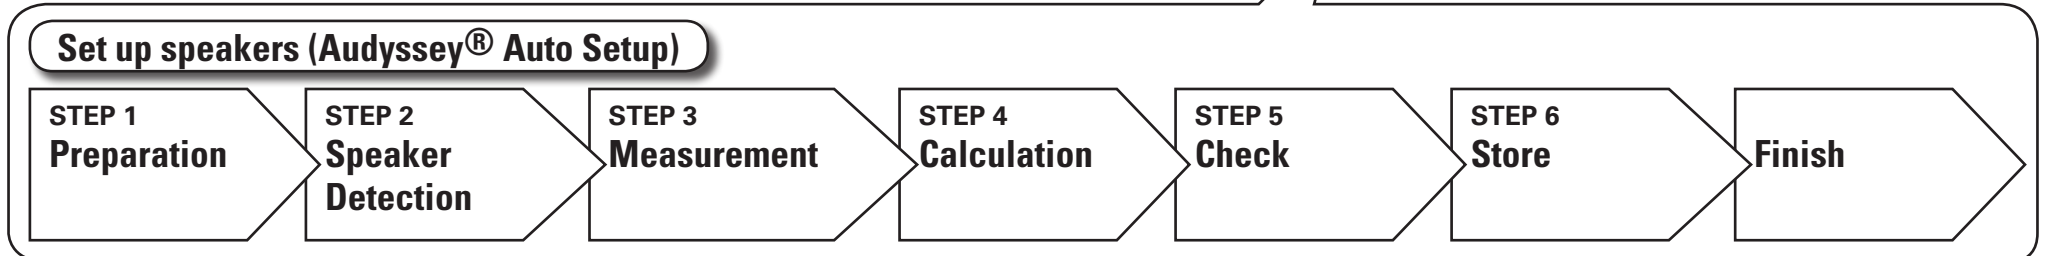 Set up speakers (Audyssey® Auto Setup)
STEP 1
Preparation
STEP 2
Speaker
Detection
STEP 3
Measurement
STEP 4
Calculation
STEP 5
Check
STEP 6
Store
Finish